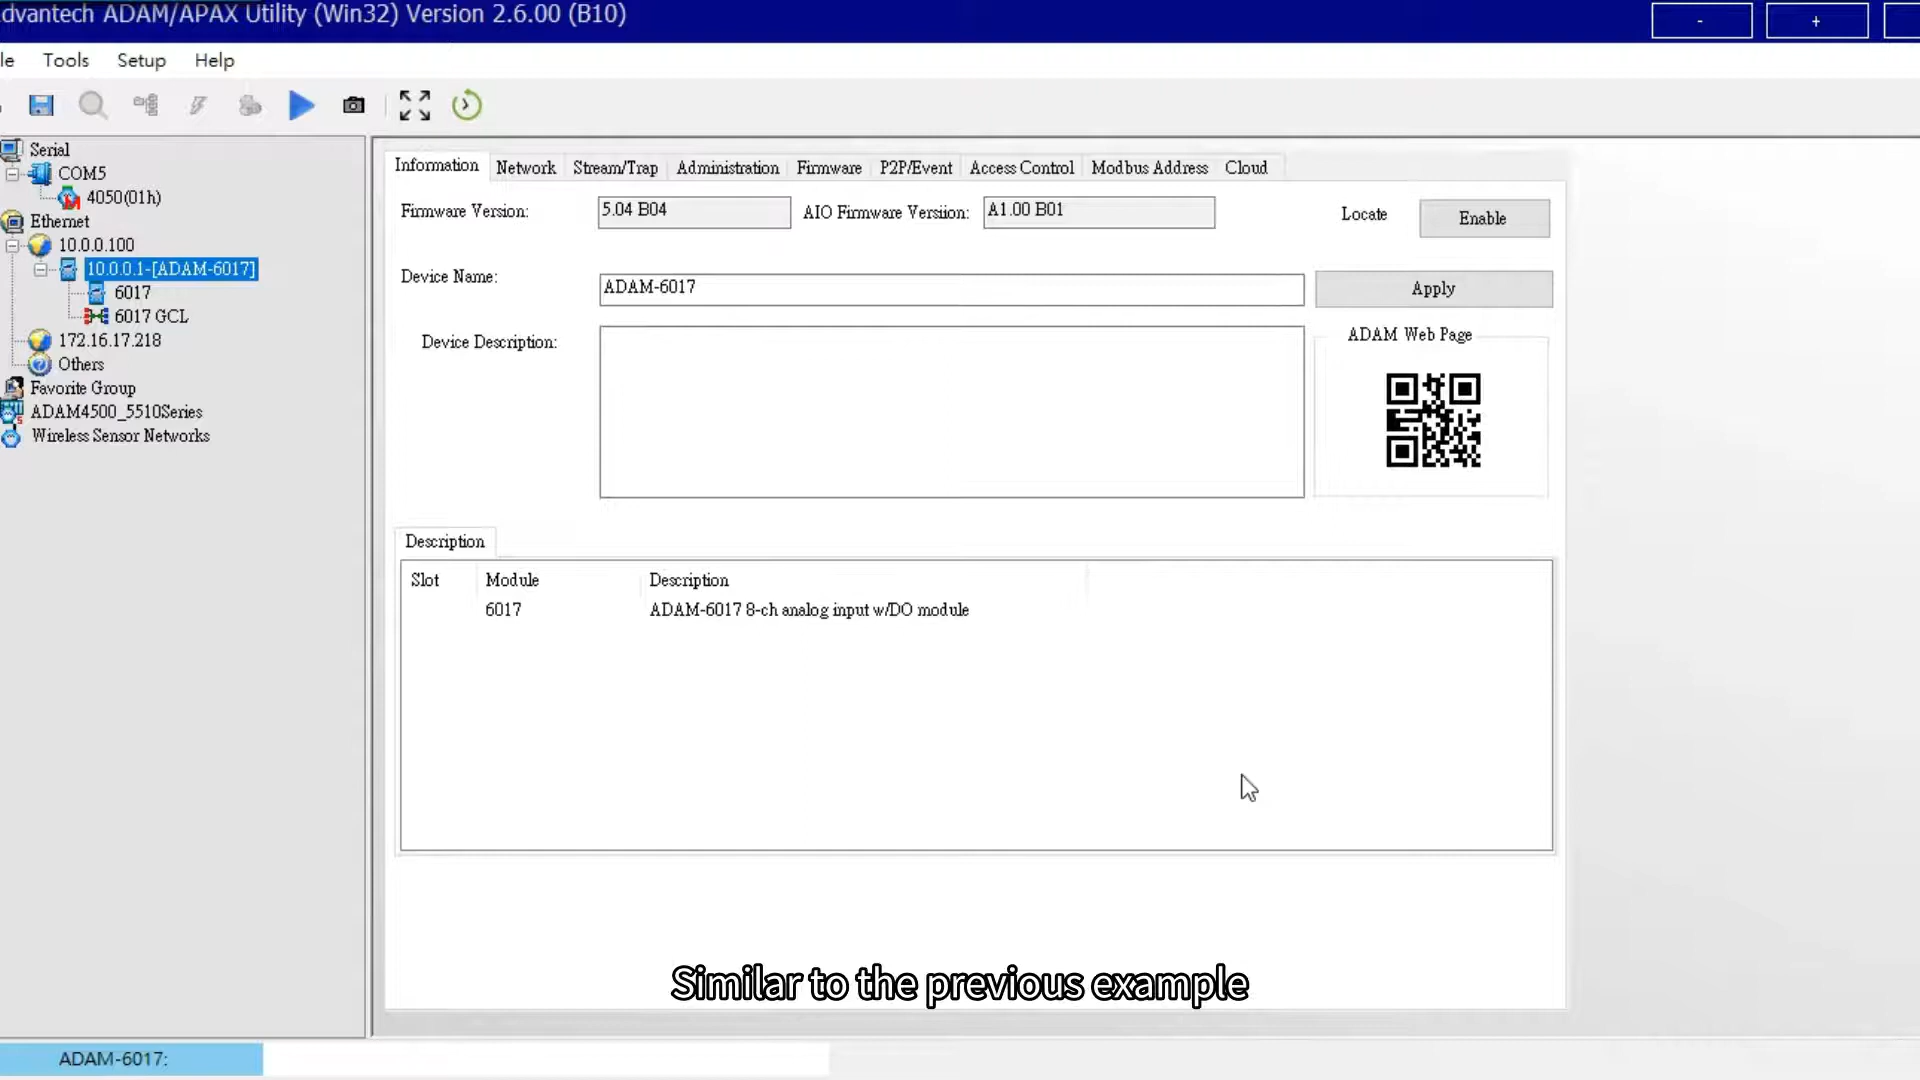 dvantech ADAM/APAX Utility (Win32) Version 2.6.00 (B10)
- +
le Tools Setup Help
Serial
COM5
4050(01h)
Ethernet
10.0.0.100
10.0.0.1-[ADAM-6017]
6017
6017 GCL
172.16.17.218
Others
Favorite Group
ADAM4500_5510Series
Wireless Sensor Networks
Information Network Stream/Trap Administration Firmware P2P/Event Access Control Modbus Address Cloud
Firmware Version: 5.04 B04 AIO Firmware Versiion: A1.00 B01 Locate Enable
Device Name: ADAM-6017 Apply
Device Description: ADAM Web Page
Description
Slot Module Description
6017 ADAM-6017 8-ch analog input w/DO module
Similar to the previous example
ADAM-6017: